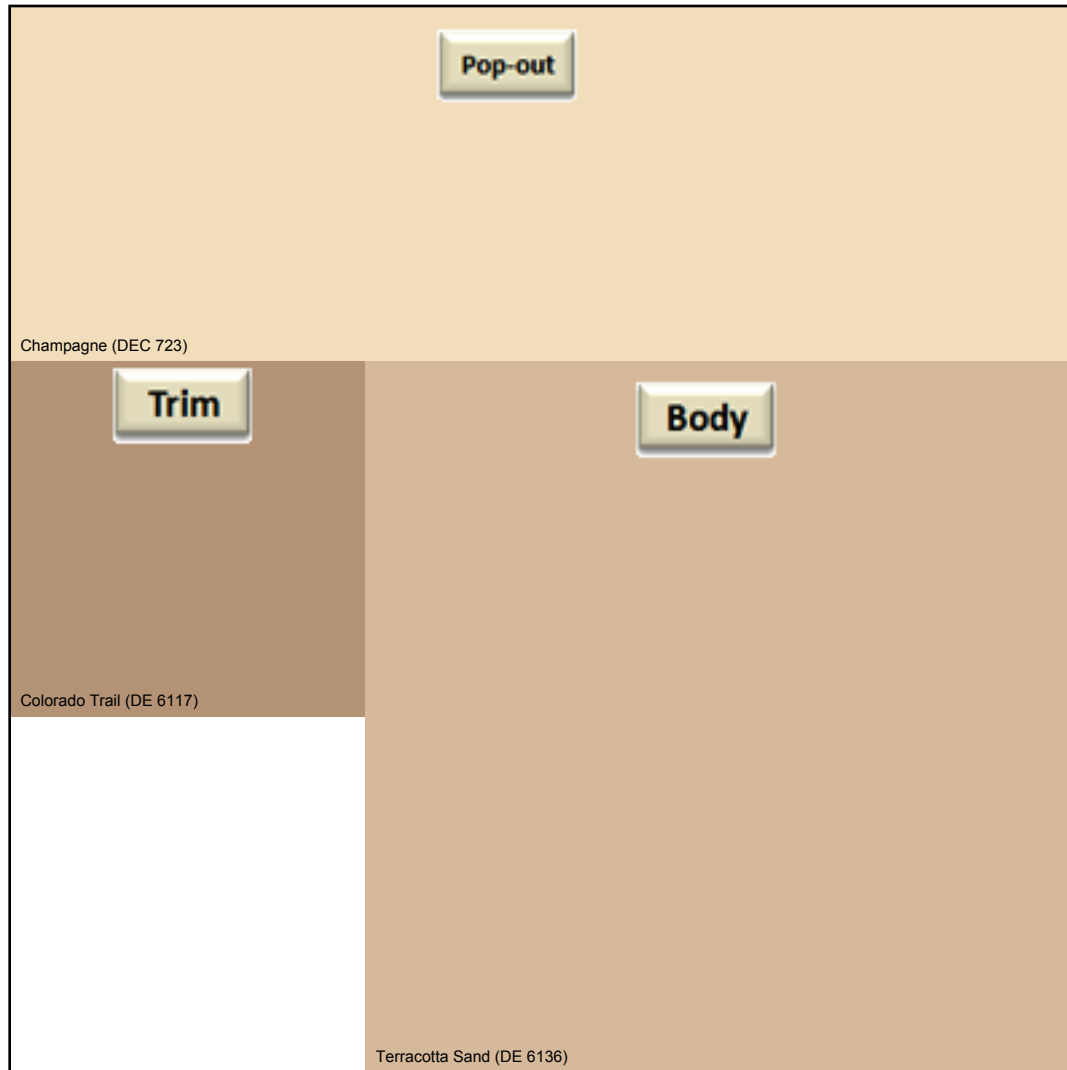 Pop-out
Champagne (DEC 723)
Trim
Body
Colorado Trail (DE 6117)
Terracotta Sand (DE 6136)